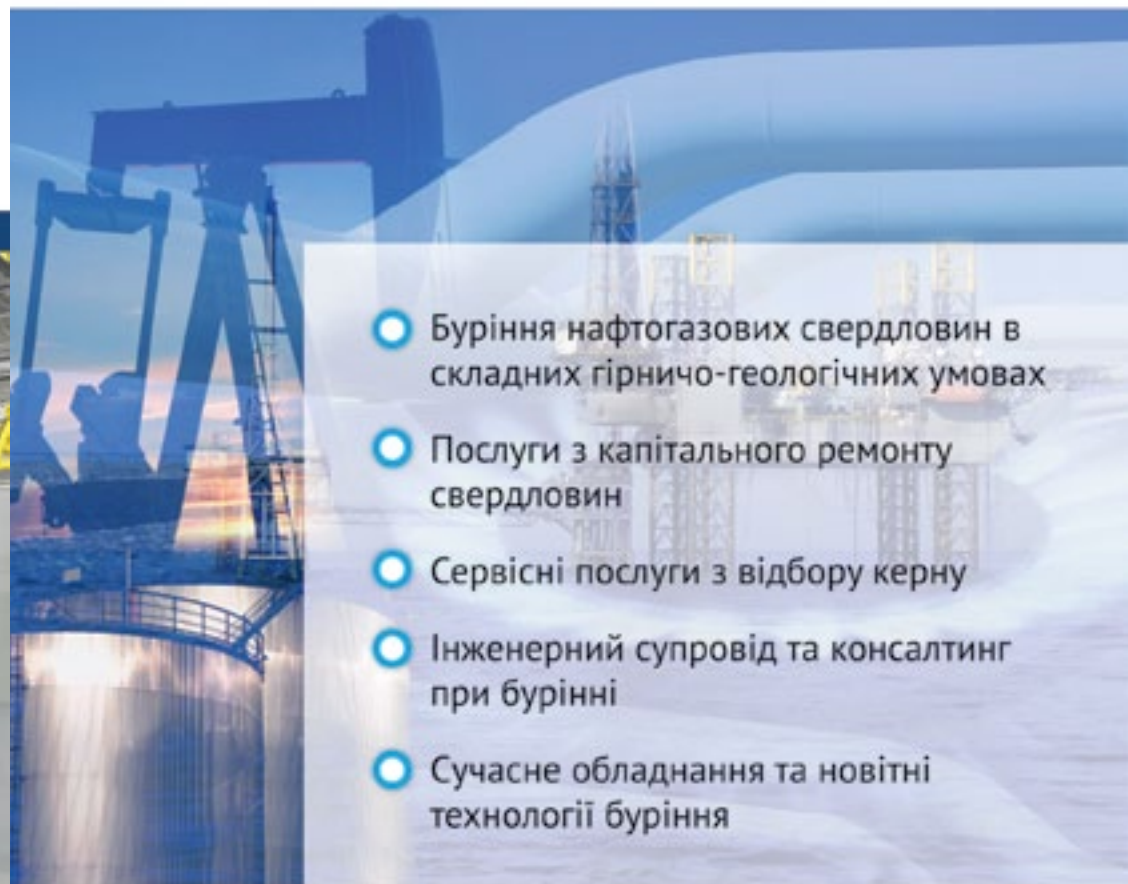 Буріння нафтогазових свердловин в
складних гірничо-геологічних умовах
Послуги з капітального ремонту
свердловин
Сервісні послуги з відбору керну
Інженерний супровід та консалтинг
при бурінні
Сучасне обладнання та новітні
технології буріння